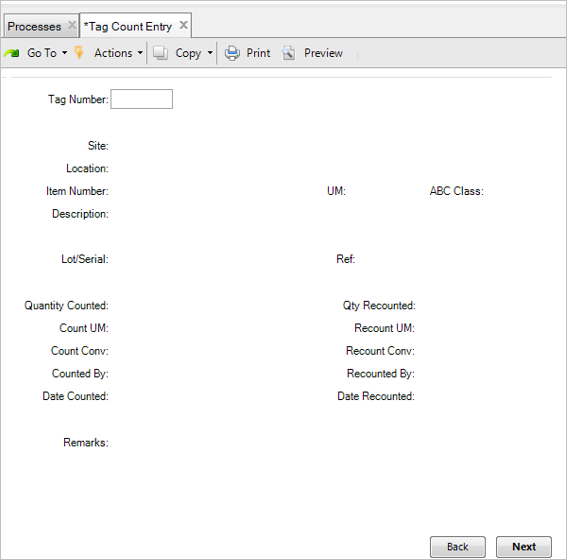 Processes *Tag Count Entry
Go To Actions Copy Print Preview
Tag Number:
Site:
Location:
Item Number: UM: ABC Class:
Description:
Lot/Serial: Ref:
Quantity Counted: Qty Recounted:
Count UM: Recount UM:
Count Conv: Recount Conv:
Counted By: Recounted By:
Date Counted: Date Recounted:
Remarks:
Back Next